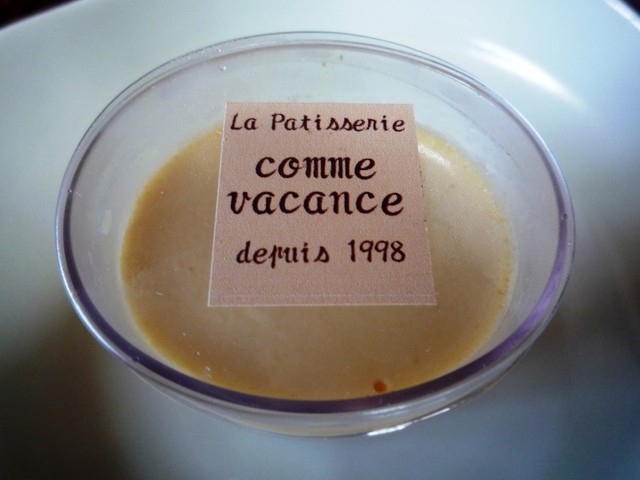 La Patisserie
comme
vacance
depuis 1998